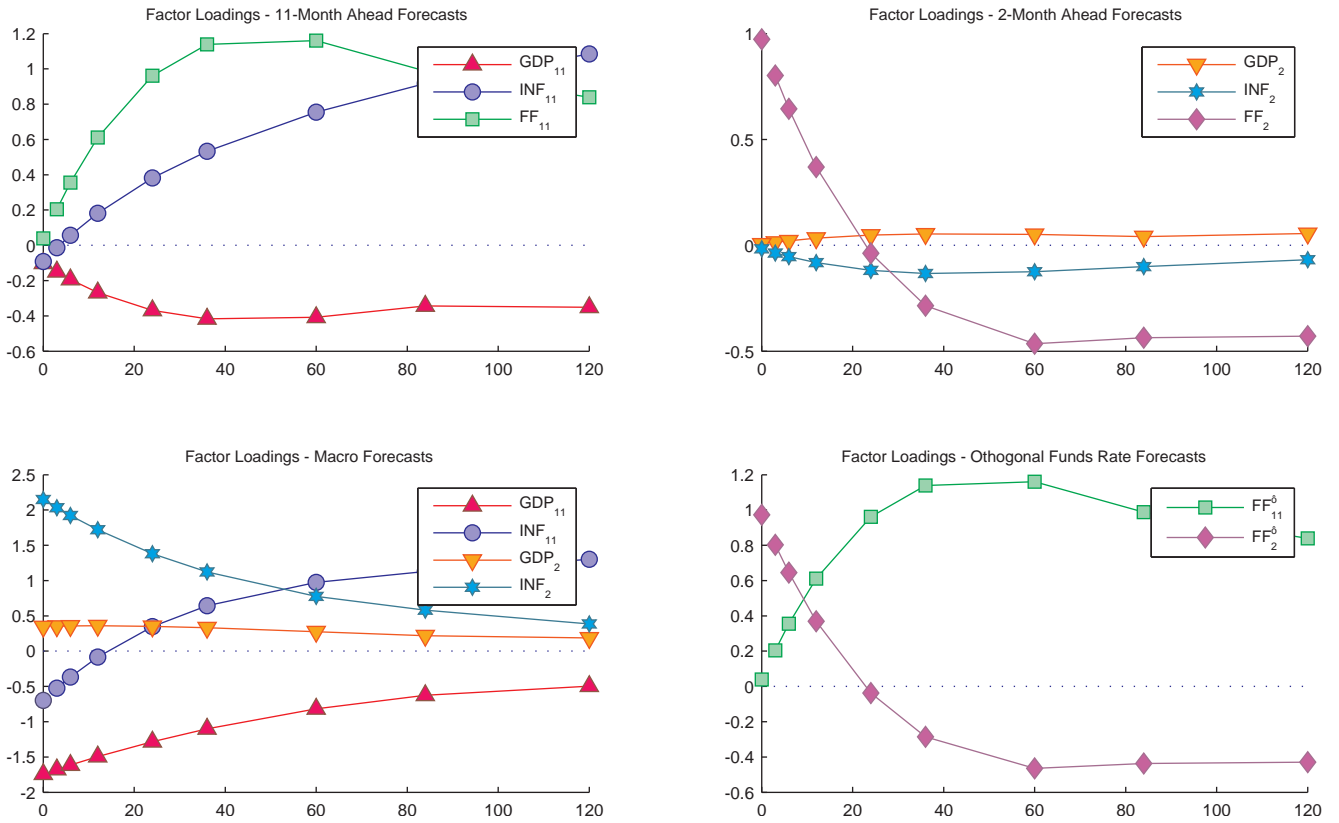 Factor Loadings - 11-Month Ahead Forecasts
1.2
1
0.8
0.6
0.4
0.2
0
-0.2
-0.4
-0.6
0 20 40 60 80 100 120
GDP11
INF11
FF11
Factor Loadings - 2-Month Ahead Forecasts
1
0.5
0
-0.5
0 20 40 60 80 100 120
GDP2
INF2
FF2
Factor Loadings - Macro Forecasts
2.5
2
1.5
1
0.5
0
-0.5
-1
-1.5
-2
0 20 40 60 80 100 120
GDP11
INF11
GDP2
INF2
Factor Loadings - Othogonal Funds Rate Forecasts
1.2
1
0.8
0.6
0.4
0.2
0
-0.2
-0.4
-0.6
0 20 40 60 80 100 120
FFô11
FFô2